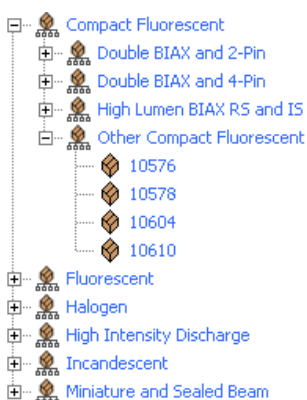 Compact Fluorescent
Double BIAX and 2-Pin
Double BIAX and 4-Pin
High Lumen BIAX RS and IS
Other Compact Fluorescent
10576
10578
10604
10610
Fluorescent
Halogen
High Intensity Discharge
Incandescent
Miniature and Sealed Beam